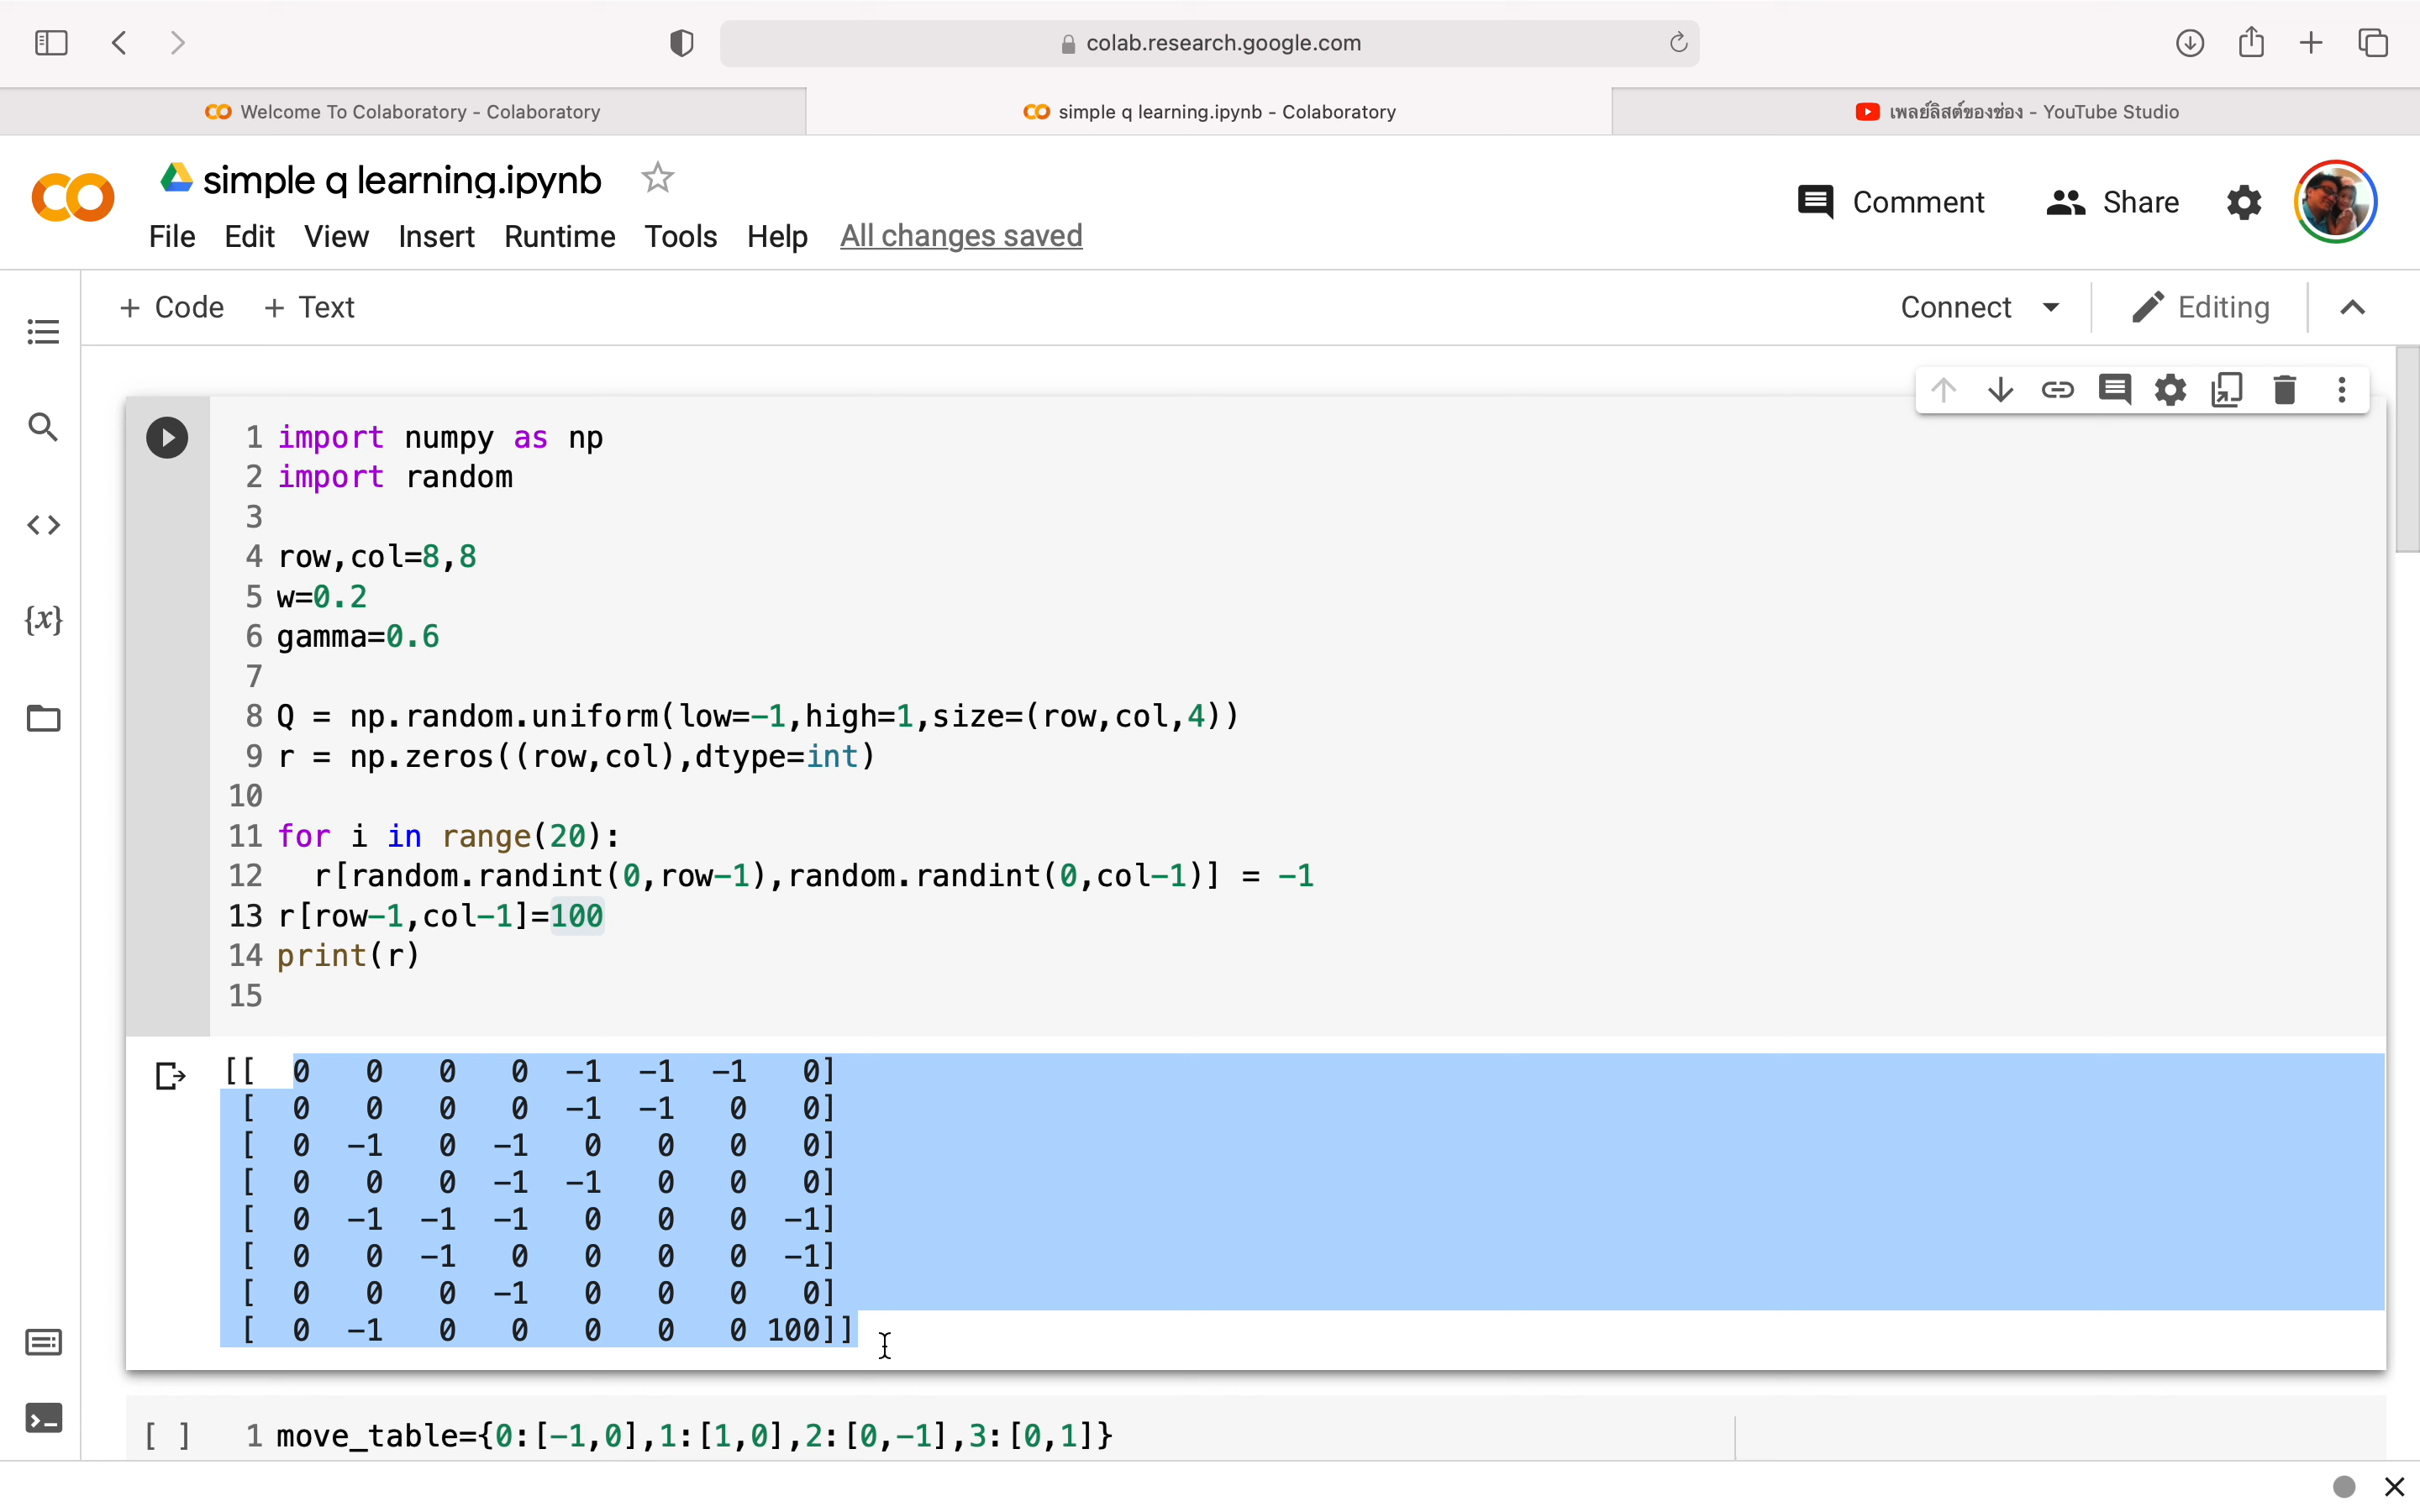 colab.research.google.com
Welcome To Colaboratory - Colaboratory
simple q learning.ipynb - Colaboratory
เพลย์ลิสต์ของช่อง - YouTube Studio
simple q learning.ipynb
Comment
Share
File Edit View Insert Runtime Tools Help All changes saved
+ Code + Text
Connect
Editing
1 import numpy as np
2 import random
3
4 row,col=8,8
5 w=0.2
6 gamma=0.6
7
8 Q = np.random.uniform(low=-1,high=1,size=(row,col,4))
9 r = np.zeros((row,col),dtype=int)
10
11 for i in range(20):
12   r[random.randint(0,row-1),random.randint(0,col-1)] = -1
13 r[row-1,col-1]=100
14 print(r)
15
[[  0   0   0   0  -1  -1  -1   0]
 [  0   0   0   0  -1  -1   0   0]
 [  0  -1   0  -1   0   0   0   0]
 [  0   0   0  -1  -1   0   0   0]
 [  0  -1  -1  -1   0   0   0  -1]
 [  0   0  -1   0   0   0   0  -1]
 [  0   0   0  -1   0   0   0   0]
 [  0  -1   0   0   0   0   0 100]]
[ ] 1 move_table={0:[-1,0],1:[1,0],2:[0,-1],3:[0,1]}